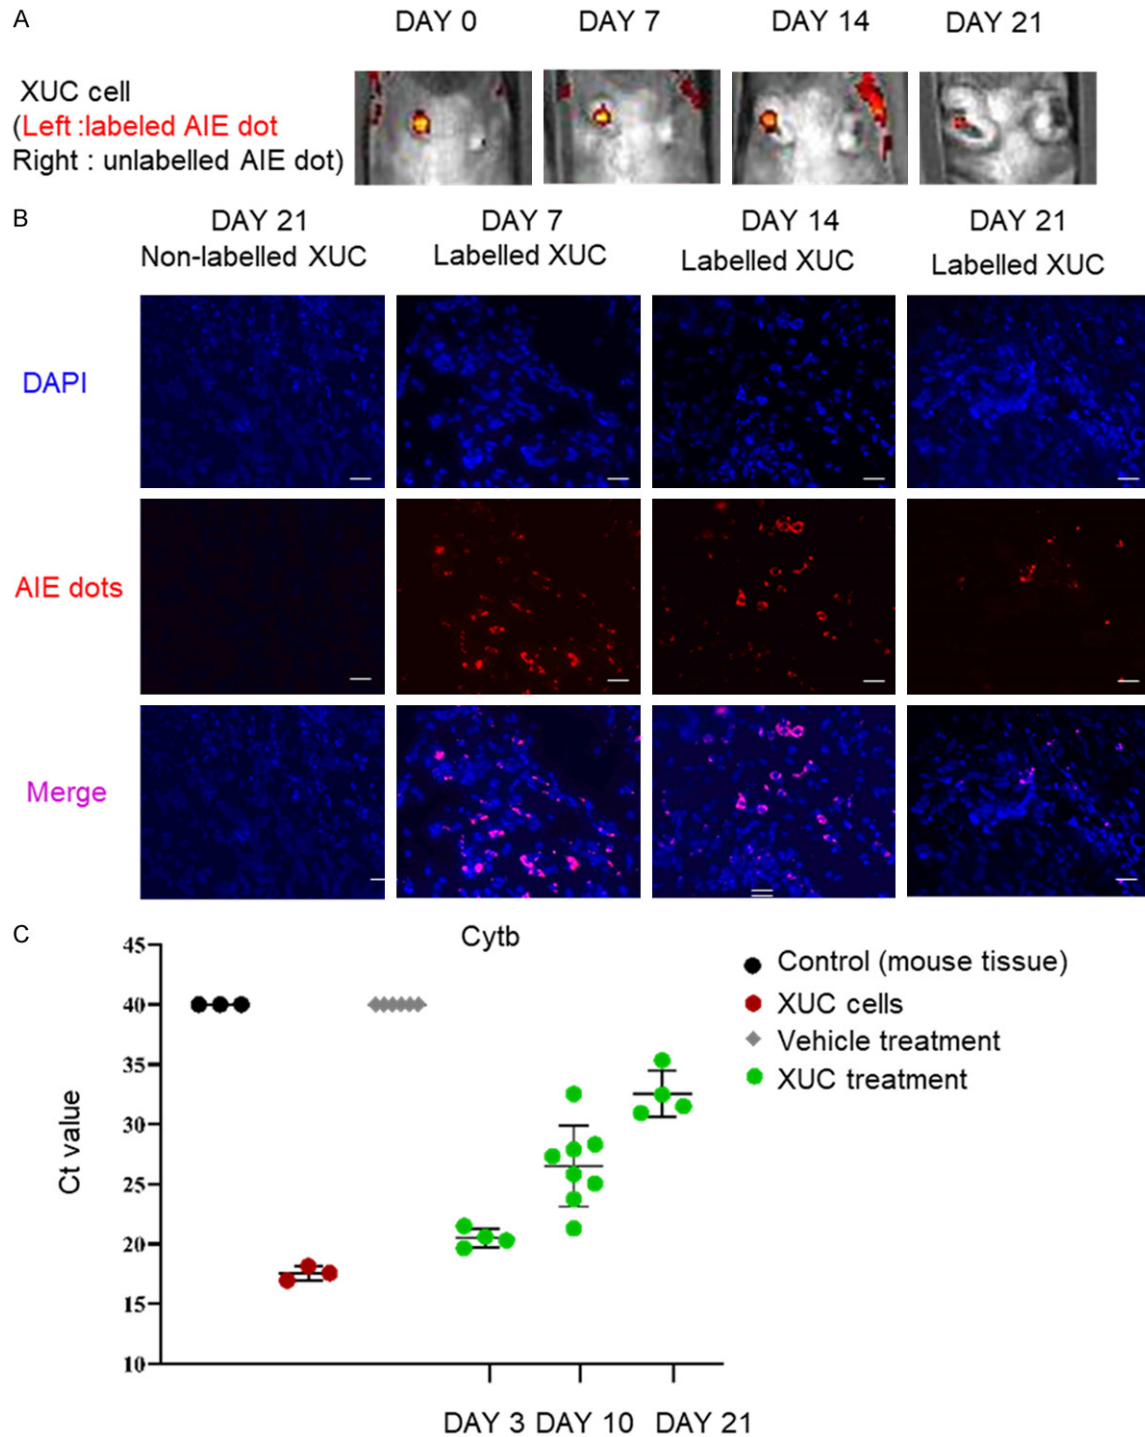 A
DAY 0 DAY 7 DAY 14 DAY 21
XUC cell
(Left :labeled AIE dot
Right : unlabelled AIE dot)
B
DAY 21 DAY 7 DAY 14 DAY 21
Non-labelled XUC Labelled XUC Labelled XUC Labelled XUC
DAPI
AIE dots
Merge
C
Cytb
45
40
35
30
25
20
15
10
Ct value
Control (mouse tissue)
XUC cells
Vehicle treatment
XUC treatment
DAY 3 DAY 10 DAY 21